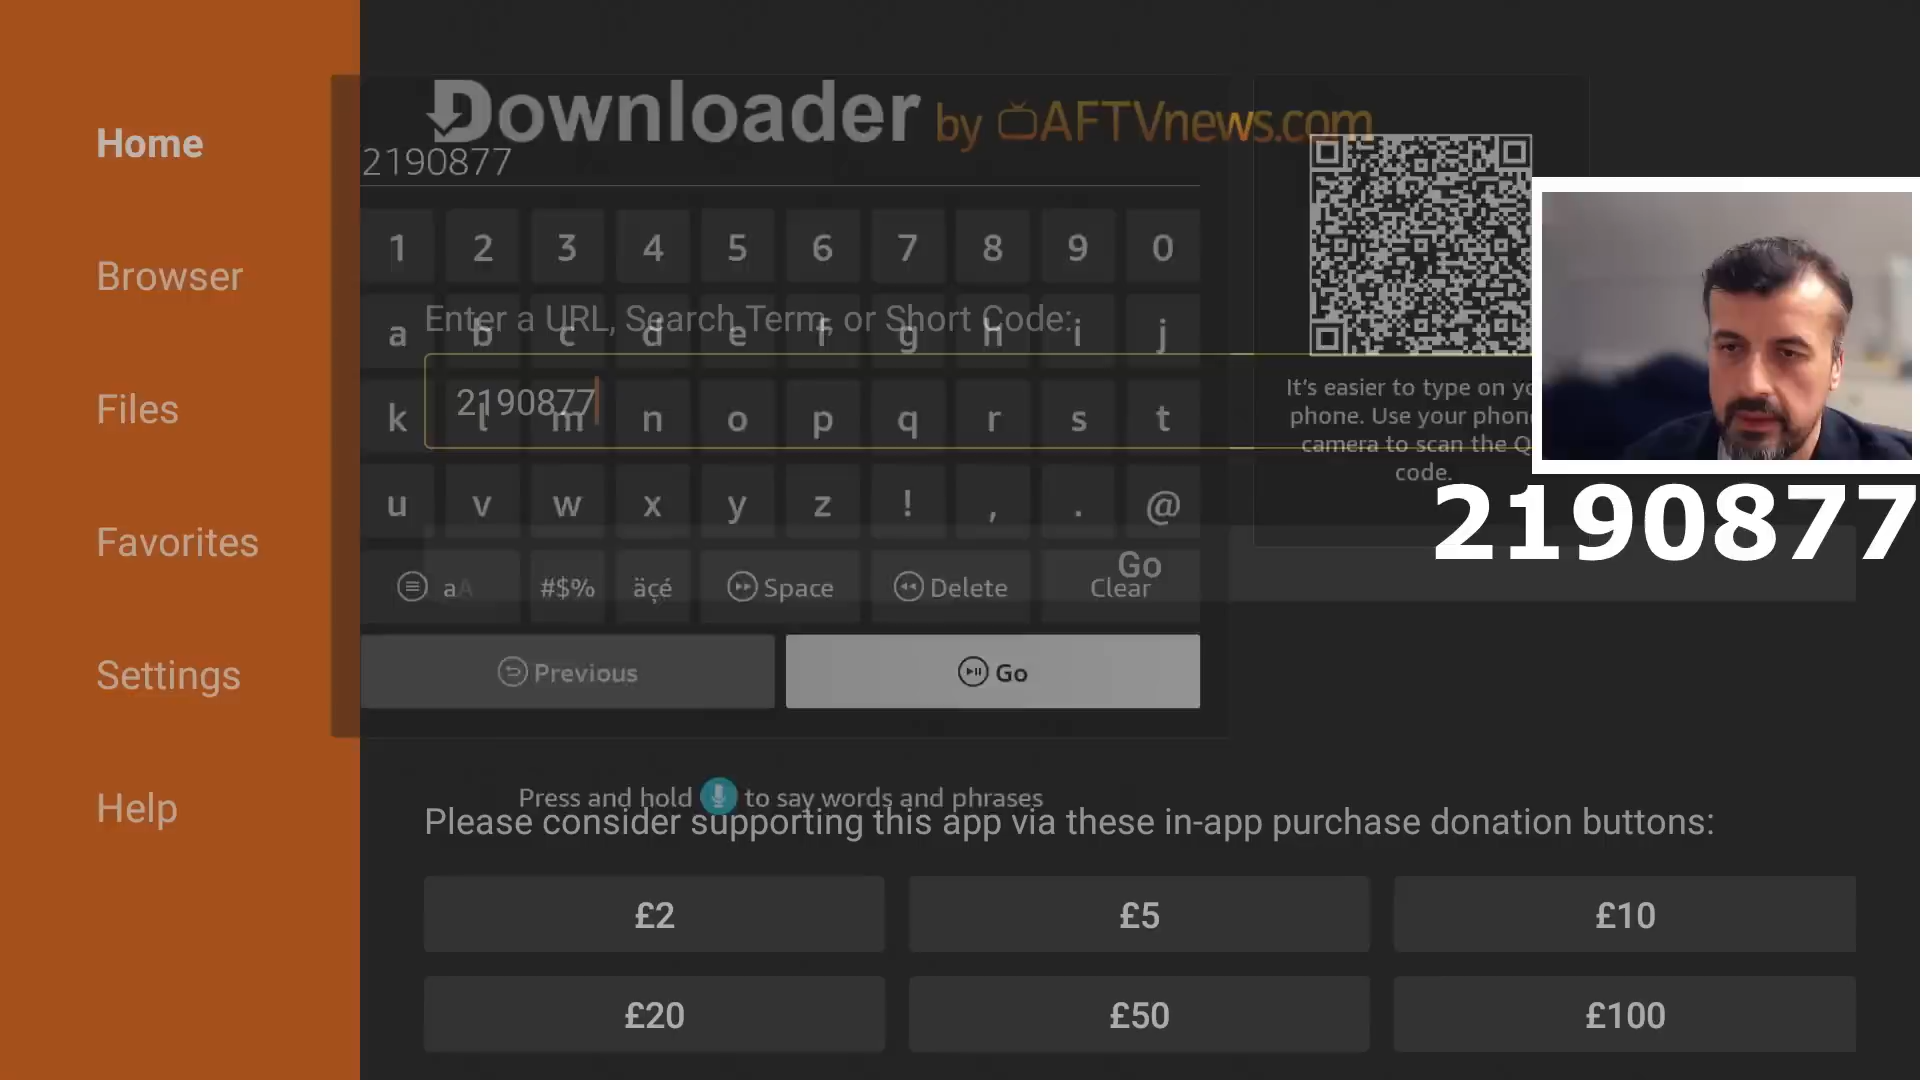 Home
Browser
Files
Favorites
Settings
Help
Downloader by AFTVnews.com
2190877
1 2 3 4 5 6 7 8 9 0
Enter a URL, Search Term, or Short Code:
a b c d e f g h i j
2190877
k l m n o p q r s t
u v w x y z ! , . @
aA #$% äçé Space Delete Clear
Go
Previous Go
It's easier to type on yo
phone. Use your phon
camera to scan the Q
code.
2190877
Press and hold to say words and phrases
Please consider supporting this app via these in-app purchase donation buttons:
£2 £5 £10
£20 £50 £100